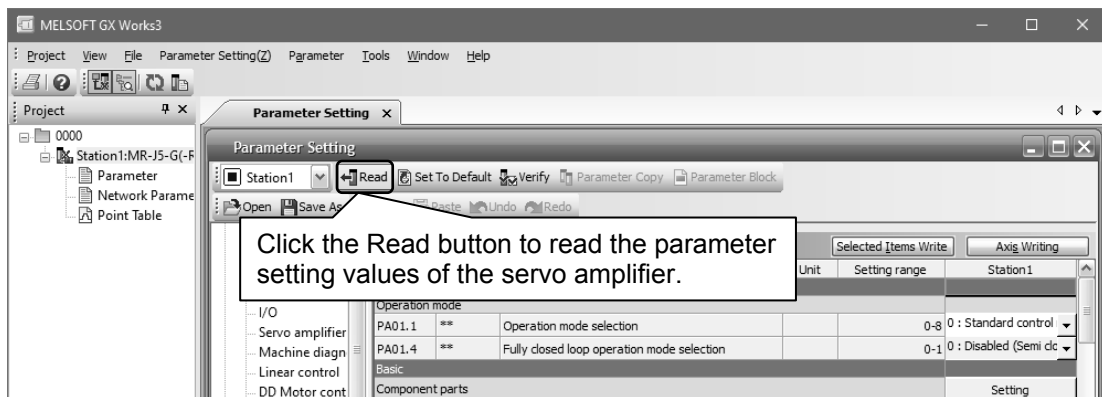 MELSOFT GX Works3
Project View File Parameter Setting(Z) Parameter Tools Window Help
Project
Parameter Setting
0000
Station1:MR-J5-G(-R
Parameter
Network Parame
Point Table
Parameter Setting
Station1 Read Set To Default Verify Parameter Copy Parameter Block
Open Save As Paste Undo Redo
Click the Read button to read the parameter
setting values of the servo amplifier.
Selected Items Write Axis Writing
Unit Setting range Station1
I/O
Servo amplifier
Machine diagn
Linear control
DD Motor cont
Operation mode
PA01.1 ** Operation mode selection 0-8 0 : Standard control
PA01.4 ** Fully closed loop operation mode selection 0-1 0 : Disabled (Semi clo
Basic
Component parts Setting